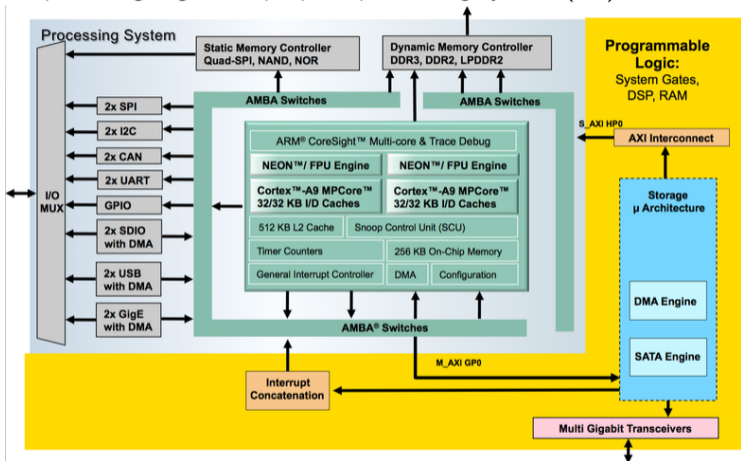 Processing System
Static Memory Controller
Quad-SPI, NAND, NOR
Dynamic Memory Controller
DDR3, DDR2, LPDDR2
Programmable
Logic:
System Gates,
DSP, RAM
AMBA Switches
AMBA Switches
2x SPI
2x I2C
2x CAN
2x UART
GPIO
2x SDIO
with DMA
2x USB
with DMA
2x GigE
with DMA
I/O
MUX
ARM® CoreSight™ Multi-core & Trace Debug
NEON™/ FPU Engine
NEON™/ FPU Engine
Cortex™-A9 MPCore™
32/32 KB I/D Caches
Cortex™-A9 MPCore™
32/32 KB I/D Caches
512 KB L2 Cache
Snoop Control Unit (SCU)
Timer Counters
256 KB On-Chip Memory
General Interrupt Controller
DMA
Configuration
AMBA® Switches
S_AXI HP0
AXI Interconnect
Storage
µ Architecture
DMA Engine
SATA Engine
M_AXI GP0
Interrupt
Concatenation
Multi Gigabit Transceivers